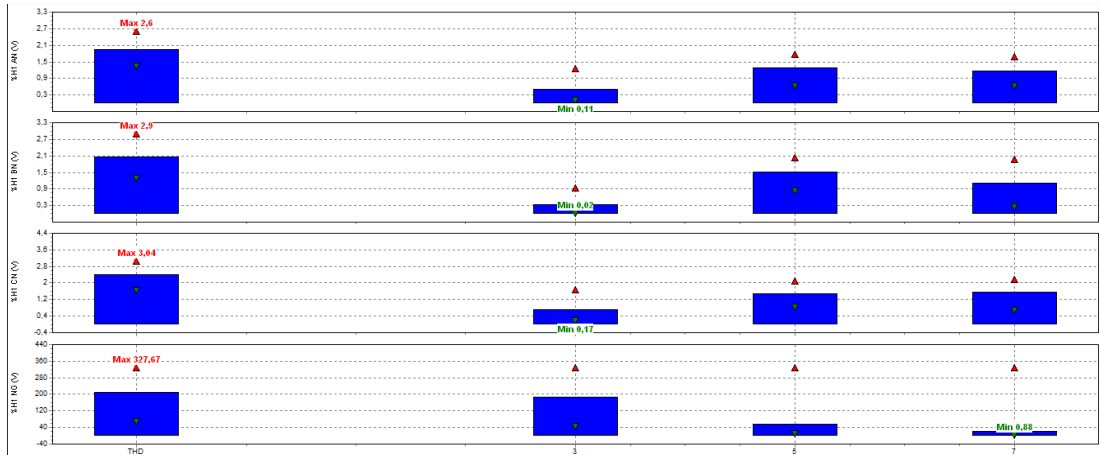 3,3
Max 2,6
2,7
2,1
1,5
0,9
0,3
Min 0,11
%H1 AN (V)
3,3
Max 2,9
2,7
2,1
1,5
0,9
0,3
Min 0,02
%H1 BN (V)
4,4
3,6
Max 3,04
2,8
2
1,2
0,4
Min 0,17
-0,4
%H1 CN (V)
440
360
Max 327,67
280
200
120
40
Min 0,88
-40
%H1 NG (V)
THD 3 5 7